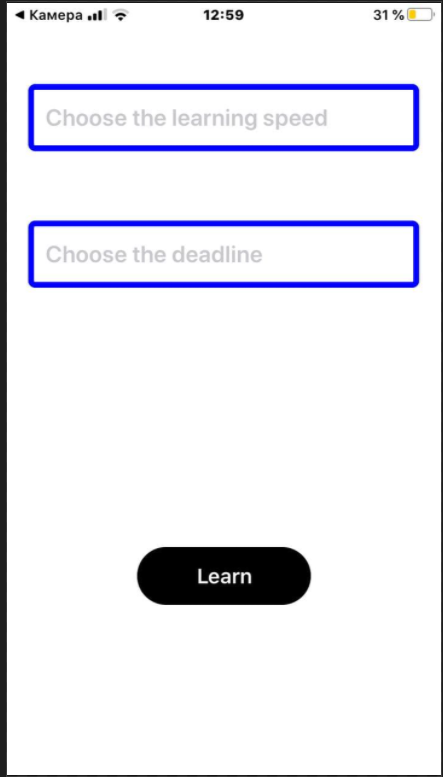 Камера 12:59 31 %
Choose the learning speed
Choose the deadline
Learn